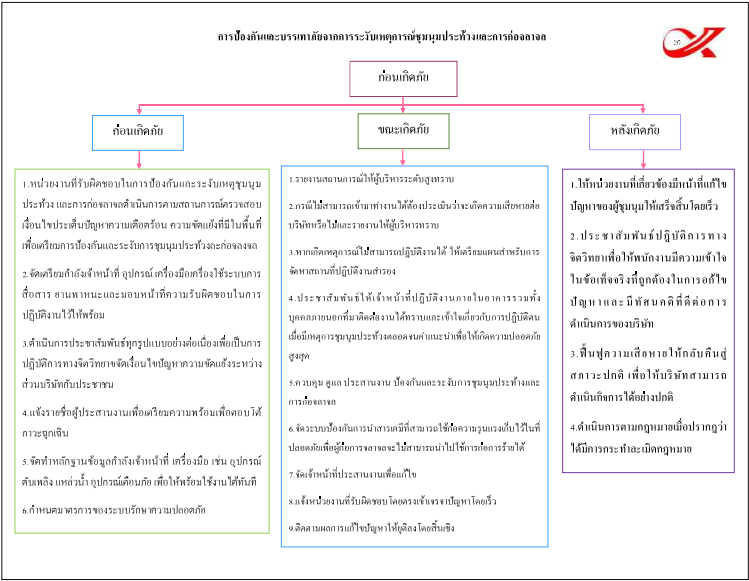 การป้องกันและบรรเทาภัยจากการระงับเหตุการณ์ชุมนุมประท้วงและการก่อจลาจล
ก่อนเกิดภัย
ก่อนเกิดภัย
ขณะเกิดภัย
หลังเกิดภัย
1.หน่วยงานที่รับผิดชอบในการป้องกันและระงับเหตุชุมนุม
ประท้วง และการก่อจลาจลดำเนินการตามสถานการณ์ตรวจสอบ
เงื่อนไขประเด็นปัญหาความเดือดร้อน ความขัดแย้งที่มีในพื้นที่
เพื่อเตรียมการป้องกันและระงับการชุมนุมประท้วงละก่อจลงจล
2.จัดเตรียมกำลังเจ้าหน้าที่ อุปกรณ์ เครื่องมือเครื่องใช้ระบบการ
สื่อสาร ยานพาหนะและมอบหน้าที่ความรับผิดชอบในการ
ปฏิบัติงานไว้ให้พร้อม
3.ดำเนินการประชาสัมพันธ์ทุกรูปแบบอย่างต่อเนื่องเพื่อเป็นการ
ปฏิบัติการทางจิตวิทยาขจัดเงื่อนไขปัญหาความขัดแย้งระหว่าง
ส่วนบริษัทกับประชาชน
4.แจ้งรายชื่อผู้ประสานงานเพื่อเตรียมความพร้อมเพื่อตอบโต้
ภาวะฉุกเฉิน
5.จัดทำหลักฐานข้อมูลกำลังเจ้าหน้าที่ เครื่องมือ เช่น อุปกรณ์
ดับเพลิง แหล่วน้ำ อุปกรณ์เตือนภัย เพื่อให้พร้อมใช้งานได้ทันที
6.กำหนดมาตรการของระบบรักษาความปลอดภัย
1.รายงานสถานการณ์ให้ผู้บริหารระดับสูงทราบ
2.กรณีไม่สามารถเข้ามาทำงานได้ต้องประเมินว่าจะเกิดความเสียหายต่อ
บริษัทหรือไม่และรายงานให้ผู้บริหารทราบ
3.หากเกิดเหตุการณ์ไม่สามารถปฏิบัติงานได้ ให้เตรียมแผนสำหรับการ
จัดหาสถานที่ปฏิบัติงานสำรอง
4.ประชาสัมพันธ์ให้เจ้าหน้าที่ปฏิบัติงานภายในอาคารรวมทั้ง
บุคคลภายนอกที่มาติดต่องานได้ทราบและเข้าใจเกี่ยวกับการปฏิบัติตน
เมื่อมีเหตุการชุมนุมประท้วงตลอดจนคำแนะนำเพื่อให้เกิดความปลอดภัย
สูงสุด
5.ควบคุม ดูแล ประสานงาน ป้องกันและระงับการชุมนุมประท้วงและ
การก่อจลาจล
6.จัดระบบป้องกันการนำสารเคมีที่สามารถใช้ก่อความรุนแรงเก็บไว้ในที่
ปลอดภัยเพื่อผู้ก่อการจลาจลจะไม่สามารถนำไปใช้การก่อการร้ายได้
7.จัดเจ้าหน้าที่ประสานงานเพื่อแก้ไข
8.แจ้งหน่วยงานที่รับผิดชอบโดยตรงเข้าเจรจาปัญหาโดยเร็ว
9.ติดตามผลการแก้ไขปัญหาให้ยุติลงโดยสิ้นเชิง
1.ให้หน่วยงานที่เกี่ยวข้องมีหน้าที่แก้ไข
ปัญหาของผู้ชุมนุมให้เสร็จสิ้นโดยเร็ว
2.ประชาสัมพันธ์ปฏิบัติการทาง
จิตวิทยาเพื่อให้พนักงานมีความเข้าใจ
ในข้อเท็จจริงที่ถูกต้องในการอกไข
ปัญหาและมีทัศนคติที่ดีต่อการ
ดำเนินการของบริษัท
3.ฟื้นฟูความเสียหายให้กลับคืนสู่
สภาวะปกติ เพื่อให้บริษัทสามารถ
ดำเนินกิจการได้อย่างปกติ
4.ดำเนินการตามกฎหมายเมื่อปรากฎว่า
ได้มีการกระทำละเมิดกฎหมาย